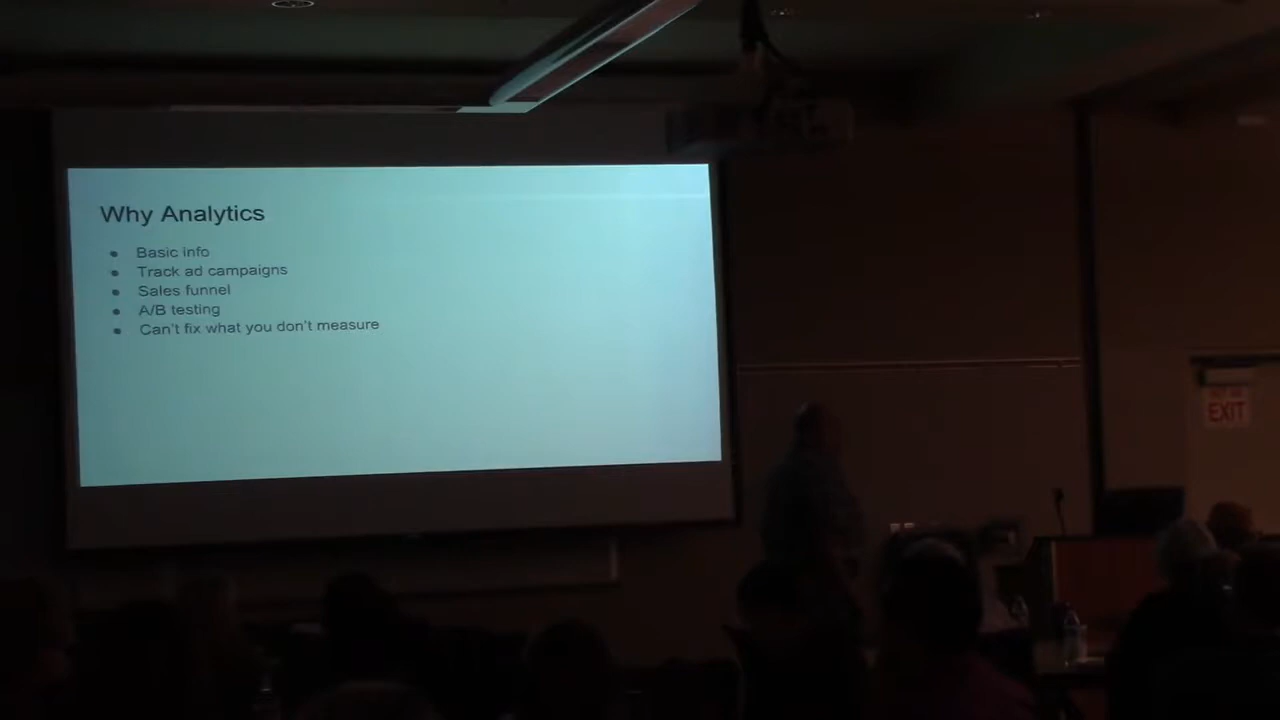 Why Analytics
● Basic info
● Track ad campaigns
● Sales funnel
● A/B testing
● Can't fix what you don't measure
EXIT